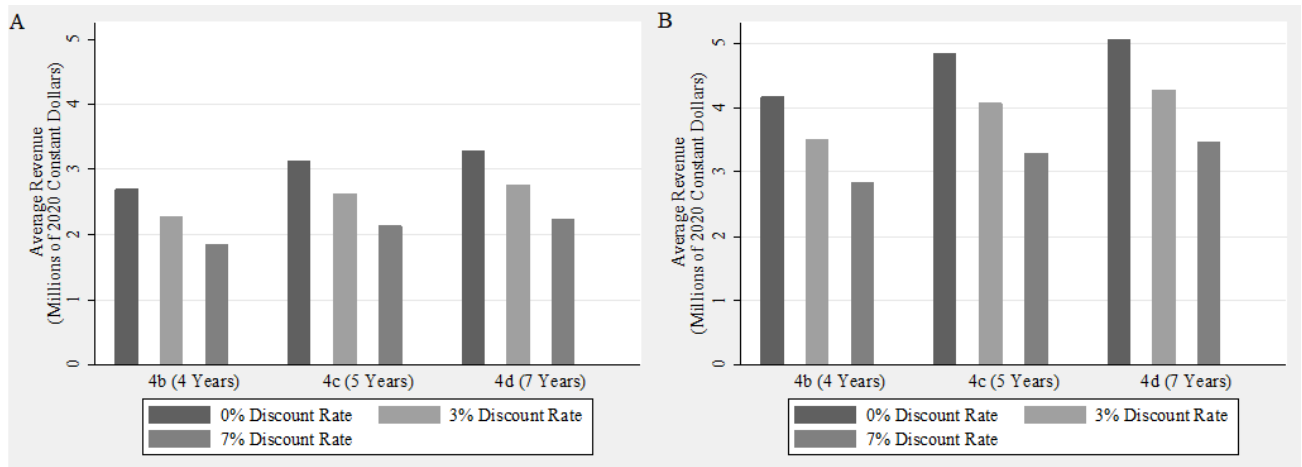 A
Average Revenue
(Millions of 2020 Constant Dollars)
5
4
3
2
1
0
4b (4 Years)
4c (5 Years)
4d (7 Years)
0% Discount Rate
3% Discount Rate
7% Discount Rate
B
Average Revenue
(Millions of 2020 Constant Dollars)
5
4
3
2
1
0
4b (4 Years)
4c (5 Years)
4d (7 Years)
0% Discount Rate
3% Discount Rate
7% Discount Rate